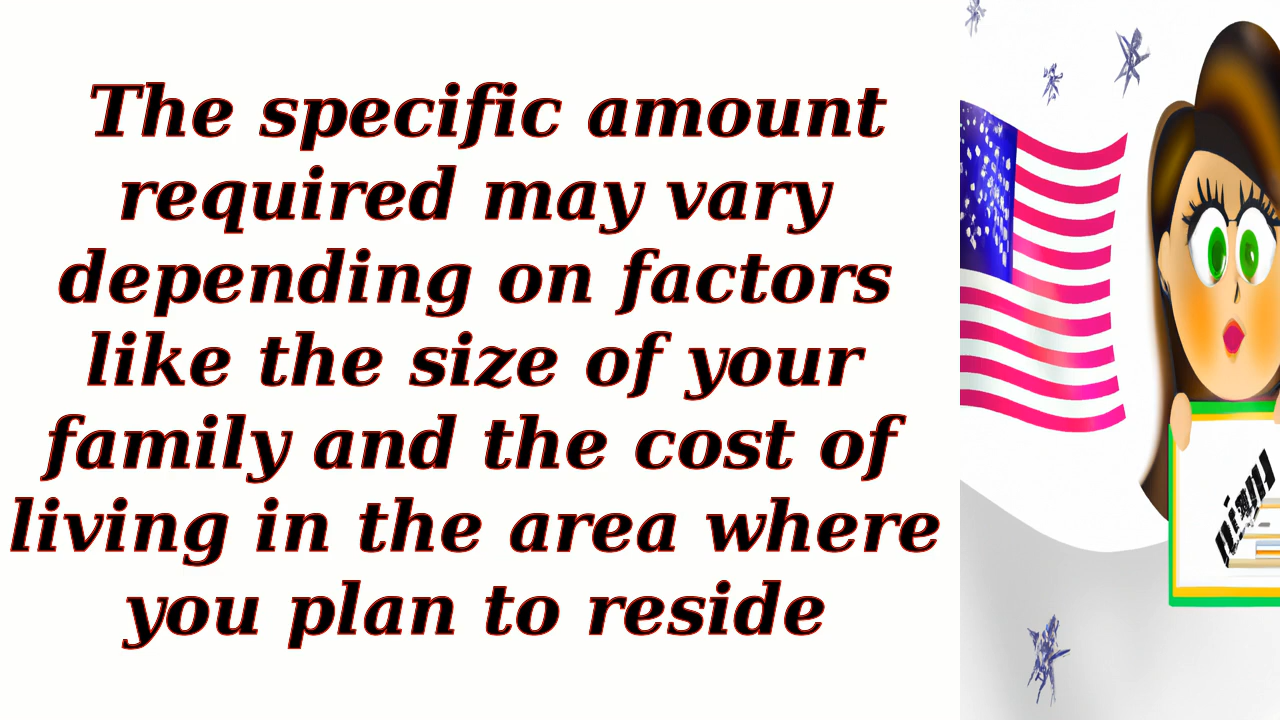 The specific amount
required may vary
depending on factors
like the size of your
family and the cost of
living in the area where
you plan to reside